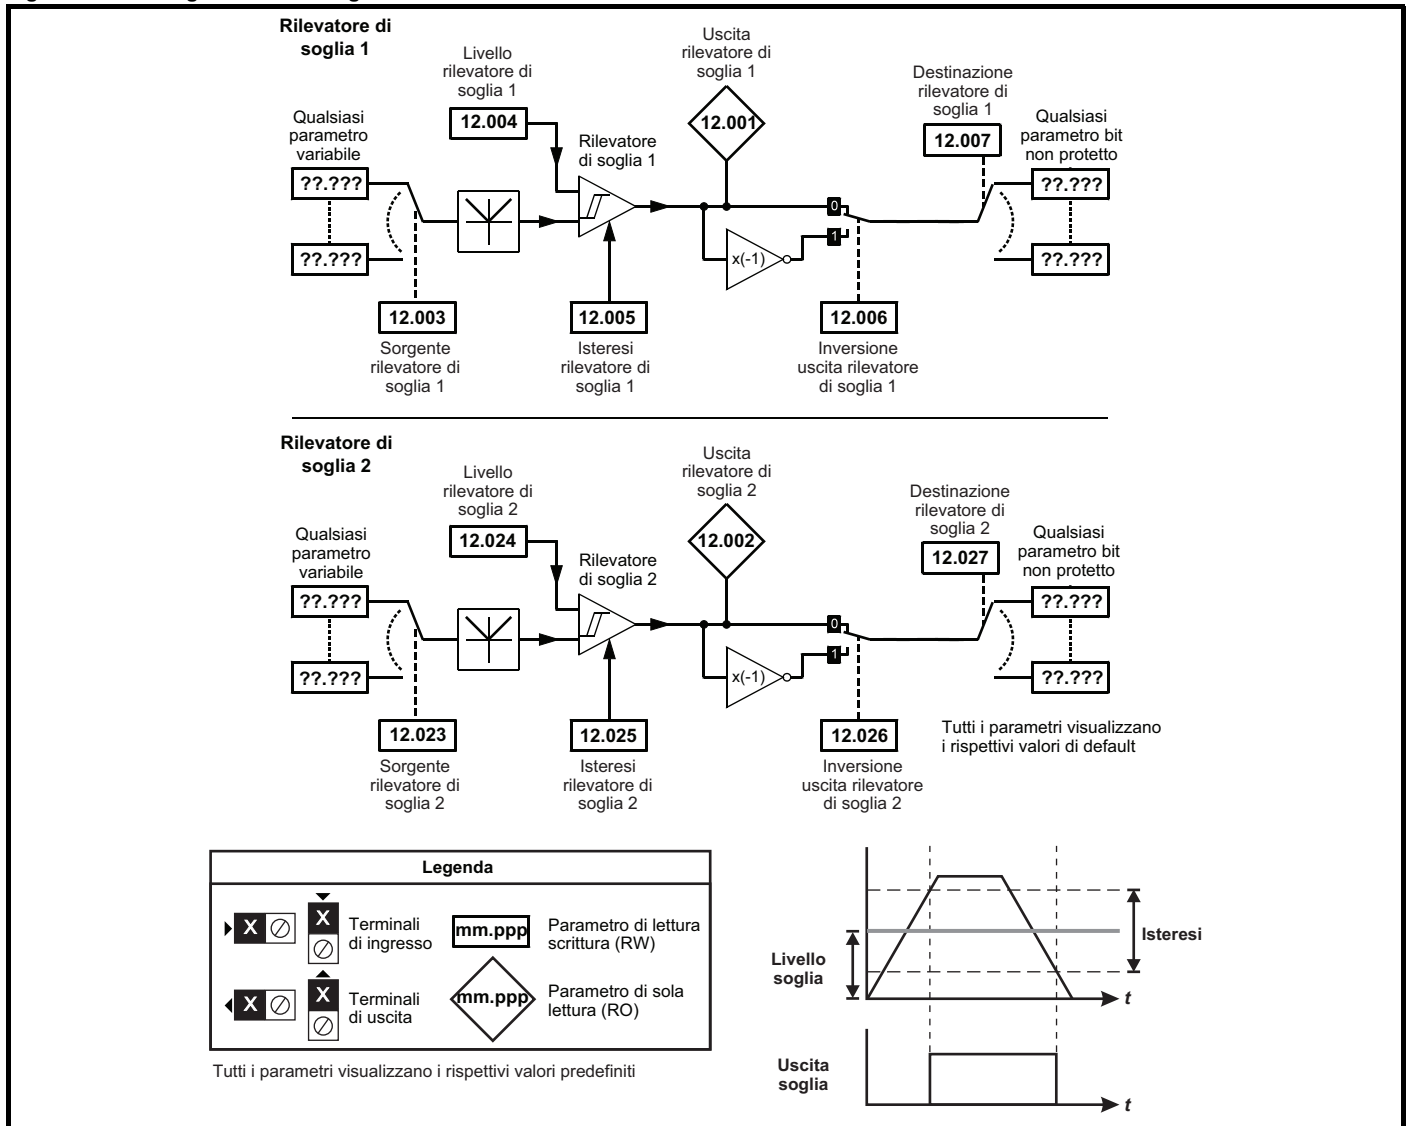 Rilevatore di
soglia 1
Livello
rilevatore di
soglia 1
12.004
Uscita
rilevatore di
soglia 1
12.001
Destinazione
rilevatore di
soglia 1
12.007
Qualsiasi
parametro
variabile
??.???
??.???
Rilevatore
di soglia 1
Qualsiasi
parametro bit
non protetto
??.???
??.???
0
1
x(-1)
12.003
Sorgente
rilevatore di
soglia 1
12.005
Isteresi
rilevatore di
soglia 1
12.006
Inversione
uscita rilevatore
di soglia 1
Rilevatore di
soglia 2
Livello
rilevatore di
soglia 2
12.024
Uscita
rilevatore di
soglia 2
12.002
Destinazione
rilevatore di
soglia 2
12.027
Qualsiasi
parametro
variabile
??.???
??.???
Rilevatore
di soglia 2
Qualsiasi
parametro bit
non protetto
??.???
??.???
0
1
x(-1)
12.023
Sorgente
rilevatore di
soglia 2
12.025
Isteresi
rilevatore di
soglia 2
12.026
Inversione
uscita rilevatore
di soglia 2
Tutti i parametri visualizzano
i rispettivi valori di default
Legenda
X
X
Terminali
di ingresso
mm.ppp
Parametro di lettura
scrittura (RW)
X
X
Terminali
di uscita
mm.ppp
Parametro di sola
lettura (RO)
Tutti i parametri visualizzano i rispettivi valori predefiniti
Livello
soglia
Isteresi
t
Uscita
soglia
t